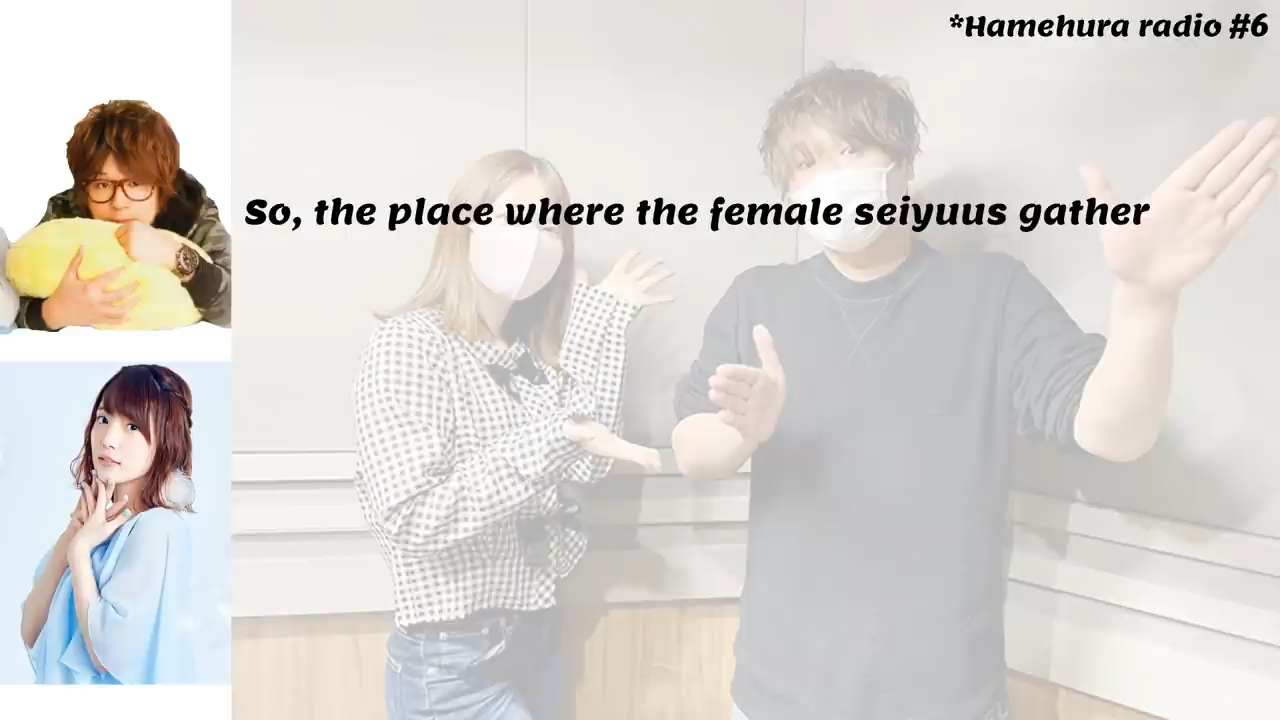 *Hamehura radio #6
So, the place where the female seiyuus gather